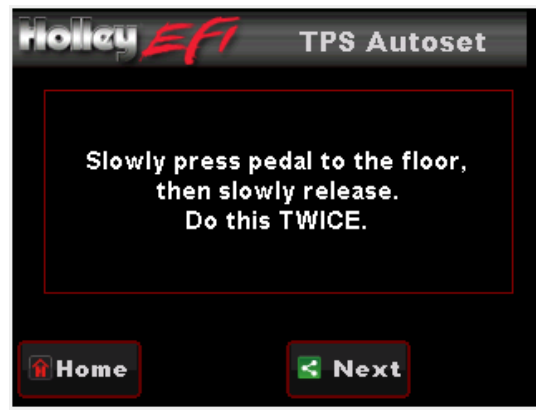 Holley EFI TPS Autoset
Slowly press pedal to the floor,
then slowly release.
Do this TWICE.
Home Next